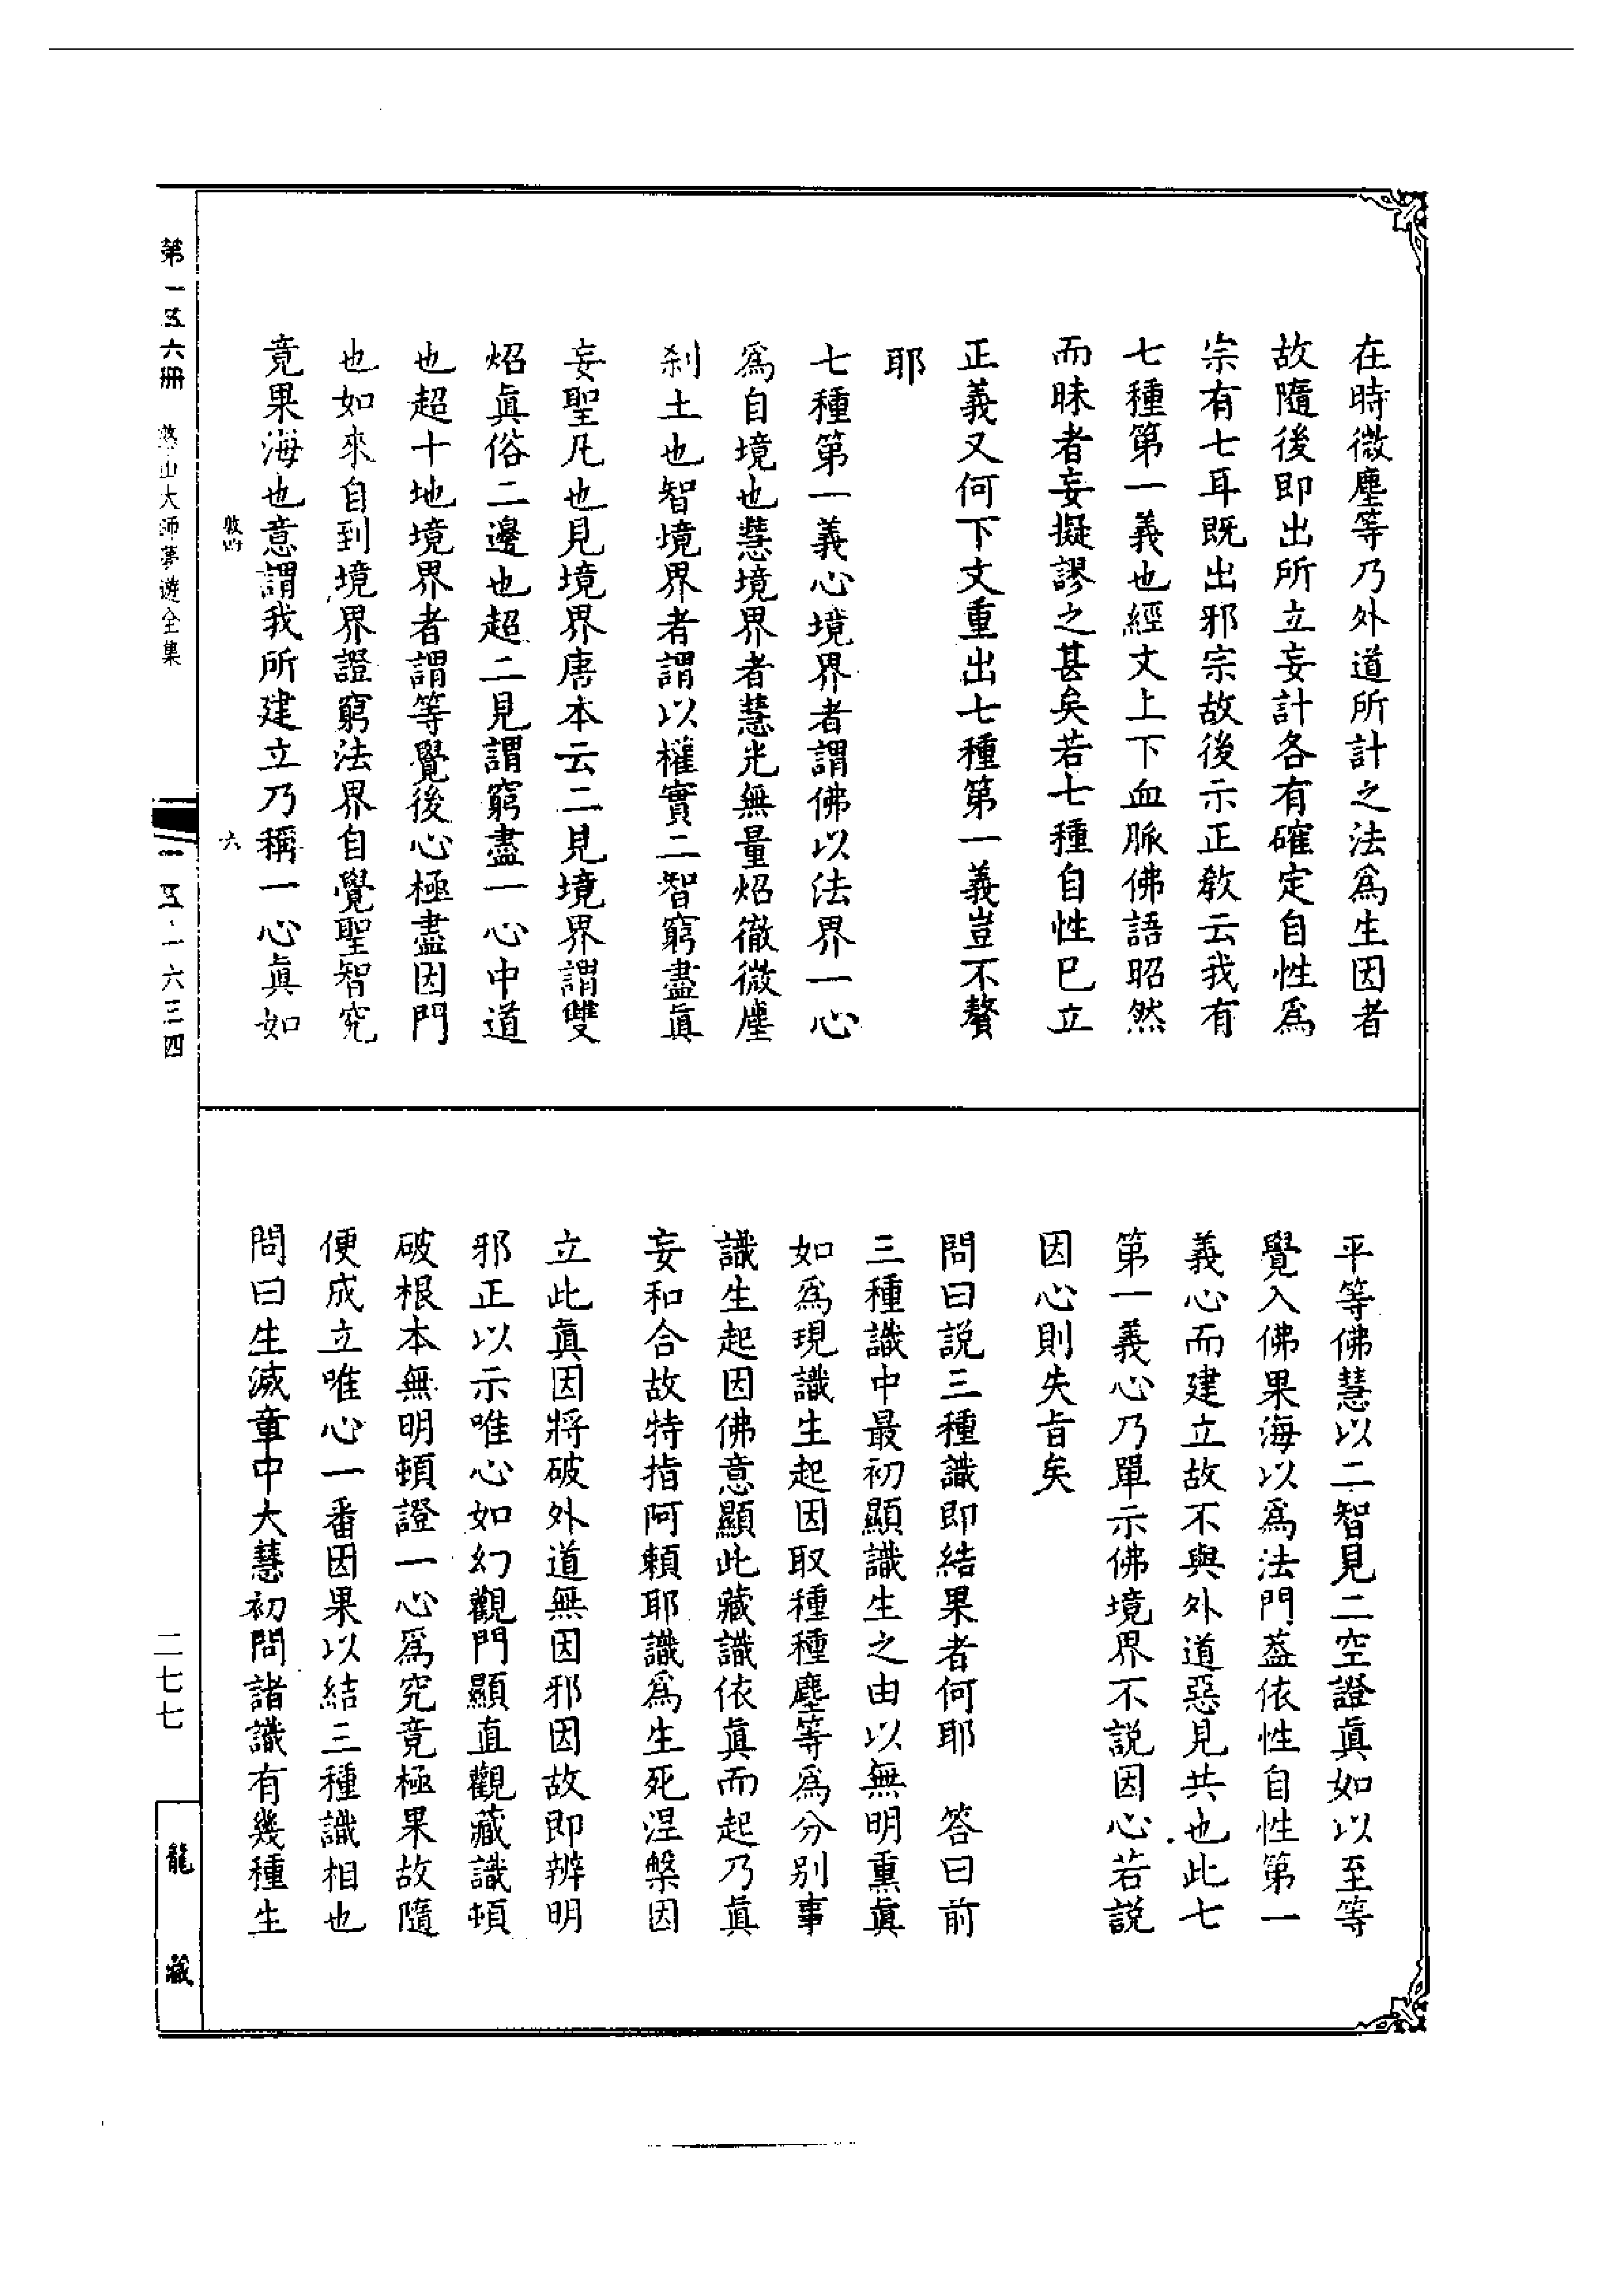 在時微塵等乃外道所計之法爲生因者
故隨後即出所立妄計各有確定自性爲
宗有七耳既出邪宗故後示正教云我有
七種第一義也經文上下血脈佛語昭然
而昧者妄擬謬之甚矣若七種自性已立
正義又何下文重出七種第一義豈不贅
耶
七種第一義心境界者謂佛以法界一心
爲自境也慧境界者慧光無量炤徹微塵
刹土也智境界者謂以權實二智窮盡眞
妄聖凡也見境界唐本云二見境界謂雙
炤眞俗二邊也超二見謂窮盡一心中道
也超十地境界者謂等覺後心極盡因門
也如來自到境界證窮法界自覺聖智究
竟果海也意謂我所建立乃稱一心眞如
六
平等佛慧以二智見二空證眞如以至等
覺入佛果海以爲法門葢依性自性第一
義心而建立故不與外道惡見共也此七
第一義心乃單示佛境界不説因心若説
因心則失旨矣
問曰説三種識即結果者何耶　答曰前
三種識中最初顯識生之由以無明熏眞
如爲現識生起因取種種塵等爲分別事
識生起因佛意顯此藏識依眞而起乃眞
妄和合故特指阿賴耶識爲生死涅槃因
立此眞因將破外道無因邪因故即辨明
邪正以示唯心如幻觀門顯直觀藏識頓
破根本無明頓證一心爲究竟極果故隨
便成立唯心一番因果以結三種識相也
問曰生滅章中大慧初問諸識有幾種生
第一五六册　憨山大師夢遊全集
一五·一六三四
二七七
龍藏